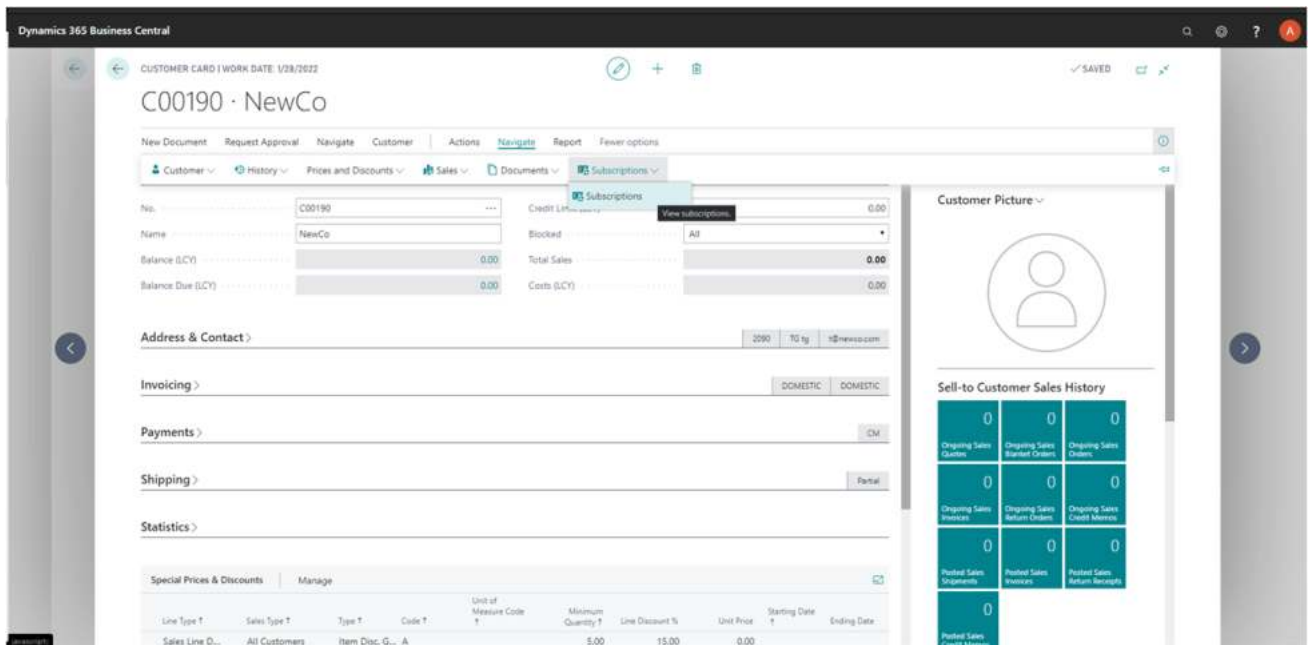 Dynamics 365 Business Central
?
A
CUSTOMER CARD | WORK DATE: 1/28/2022
✓ SAVED
C00190 · NewCo
New Document Request Approval Navigate Customer Actions Navigate Report Fewer options
Customer History Prices and Discounts Sales Documents Subscriptions
Subscriptions
View subscriptions.
No. C00190 ··· 0.00
Name NewCo Blocked All
Balance (LCY) 0.00 Total Sales 0.00
Balance Due (LCY) 0.00 Costs (LCY) 0.00
Address & Contact > 2090
Invoicing > DOMESTIC DOMESTIC
Payments > CM
Shipping > Partial
Statistics >
Special Prices & Discounts Manage
Line Type ↑ Sales Type ↑ Type ↑ Code ↑ Unit of Measure Code ↑ Minimum Quantity ↑ Line Discount % Unit Price Starting Date ↑ Ending Date
Sales Line D... All Customers Item Disc. G... A 5.00 15.00 0.00
Customer Picture
Sell-to Customer Sales History
0 0 0
Ongoing Sales Quotes Ongoing Sales Blanket Orders Ongoing Sales Orders
0 0 0
Ongoing Sales Invoices Ongoing Sales Return Orders Ongoing Sales Credit Memos
0 0 0
Posted Sales Shipments Posted Sales Invoices Posted Sales Return Receipts
0
Posted Sales Credit Memos